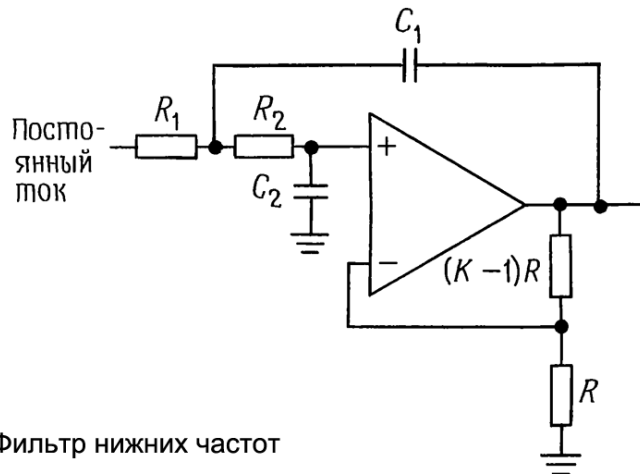 C₁
R₁
R₂
Посто-
янный
ток
C₂
+
−
(K −1)R
R
Фильтр нижних частот